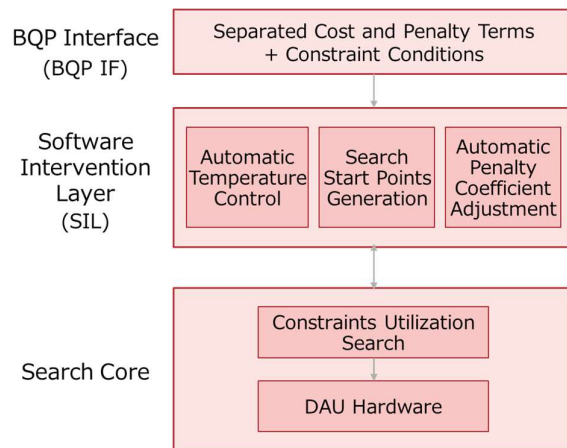 BQP Interface
(BQP IF)
Separated Cost and Penalty Terms
+ Constraint Conditions
Software
Intervention
Layer
(SIL)
Automatic
Temperature
Control
Search
Start Points
Generation
Automatic
Penalty
Coefficient
Adjustment
Search Core
Constraints Utilization
Search
DAU Hardware